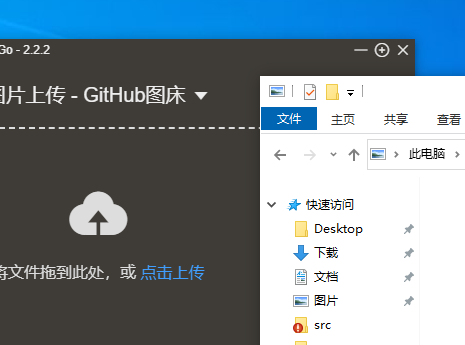 Go - 2.2.2
图片上传 - GitHub图床
将文件拖到此处，或 点击上传
文件
主页
共享
查看
此电脑
快速访问
Desktop
下载
文档
图片
src